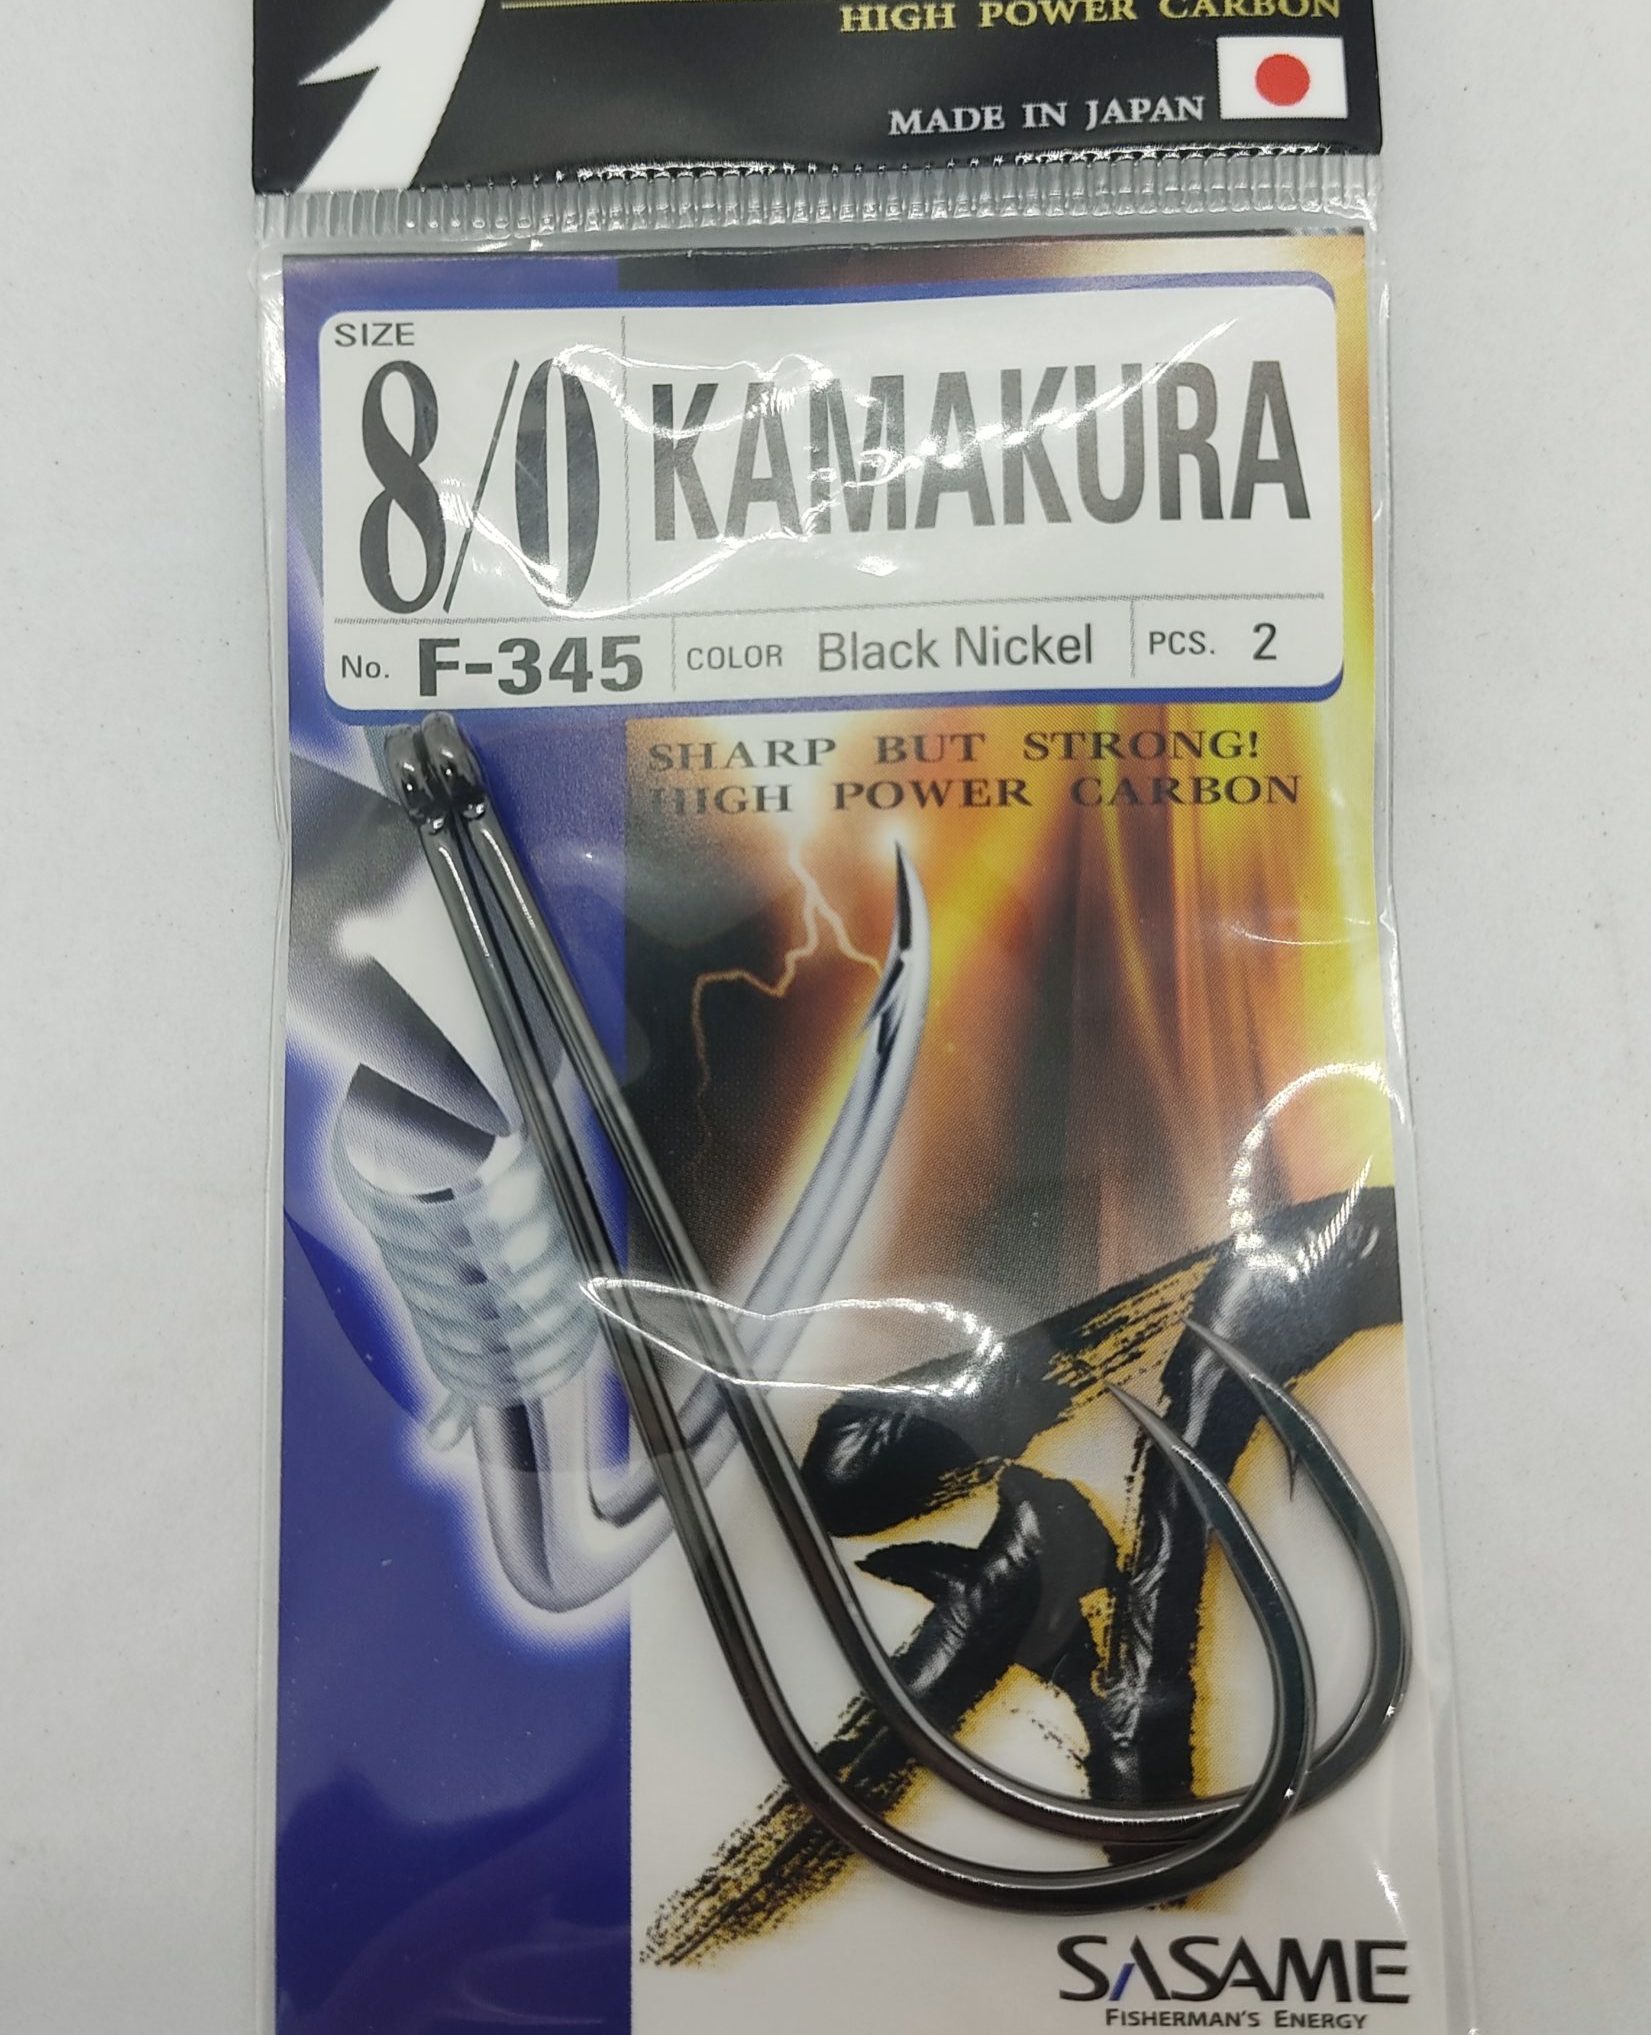 HIGH POWER CARBON
MADE IN JAPAN
SIZE
8/0 KAMAKURA
No. F-345 COLOR Black Nickel PCS. 2
SHARP BUT STRONG!
HIGH POWER CARBON
SASAME
FISHERMAN'S ENERGY